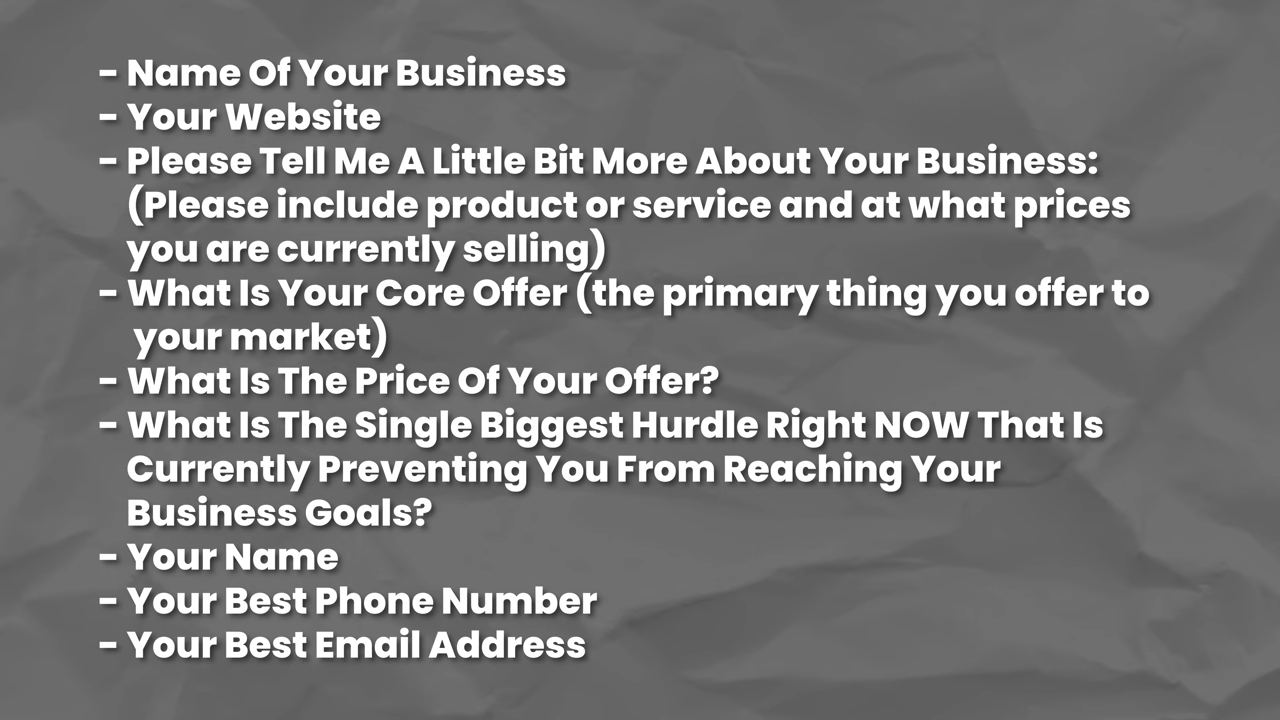 - Name Of Your Business
- Your Website
- Please Tell Me A Little Bit More About Your Business:
(Please include product or service and at what prices
you are currently selling)
- What Is Your Core Offer (the primary thing you offer to
your market)
- What Is The Price Of Your Offer?
- What Is The Single Biggest Hurdle Right NOW That Is
Currently Preventing You From Reaching Your
Business Goals?
- Your Name
- Your Best Phone Number
- Your Best Email Address